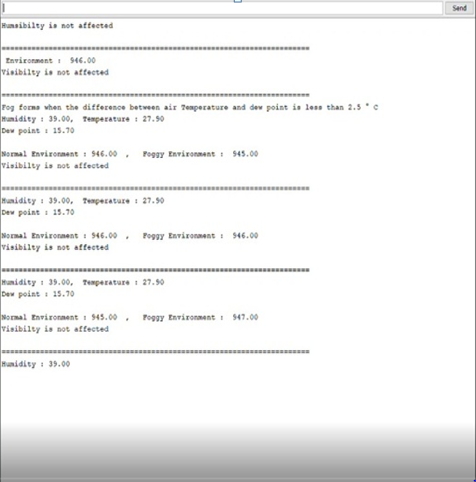 Send
Humsibilty is not affected
==========================================================================
Environment :  946.00
Visibilty is not affected
==========================================================================
Fog forms when the difference between air Temperature and dew point is less than 2.5 ° C
Humidity : 39.00,  Temperature : 27.90
Dew point : 15.70
Normal Environment : 946.00  ,   Foggy Environment :  945.00
Visibilty is not affected
==========================================================================
Humidity : 39.00,  Temperature : 27.90
Dew point : 15.70
Normal Environment : 946.00  ,   Foggy Environment :  946.00
Visibilty is not affected
==========================================================================
Humidity : 39.00,  Temperature : 27.90
Dew point : 15.70
Normal Environment : 945.00  ,   Foggy Environment :  947.00
Visibilty is not affected
==========================================================================
Humidity : 39.00